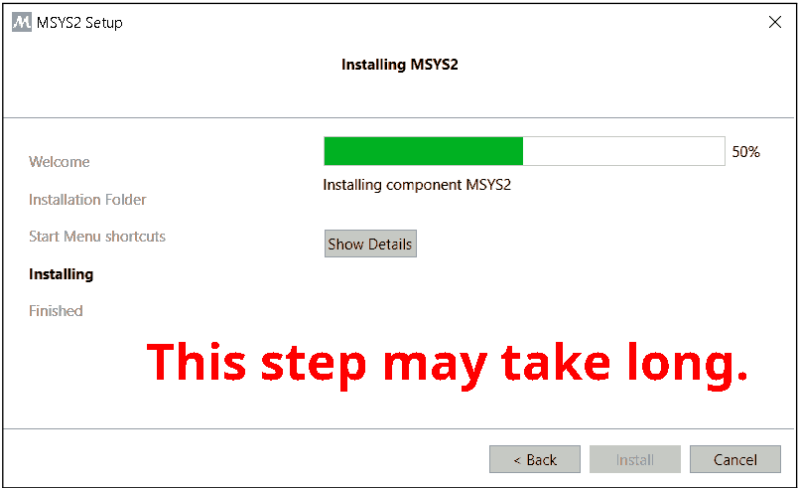 MSYS2 Setup
Installing MSYS2
Welcome
Installation Folder
Start Menu shortcuts
Installing
Finished
50%
Installing component MSYS2
Show Details
This step may take long.
< Back
Install
Cancel